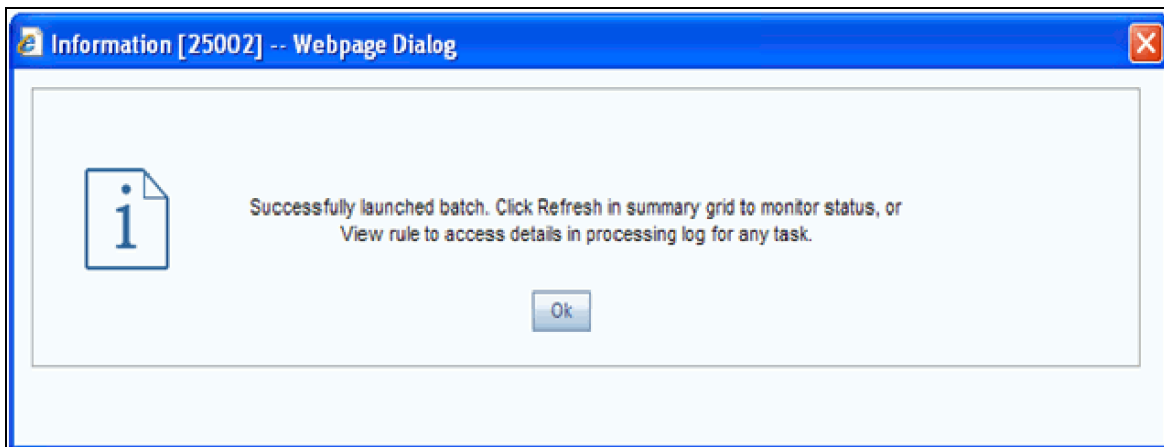 Information [25002] -- Webpage Dialog
Successfully launched batch. Click Refresh in summary grid to monitor status, or
View rule to access details in processing log for any task.
Ok